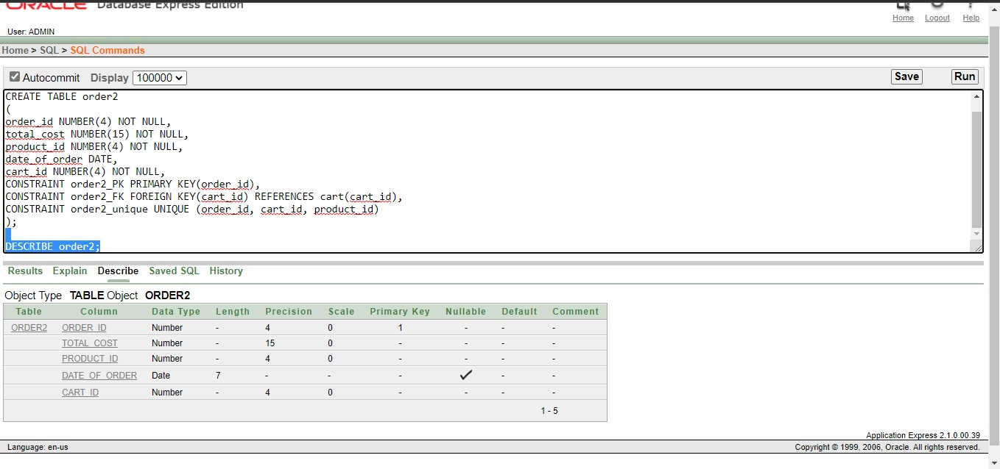 ORACLE Database Express Edition
Home Logout Help
User: ADMIN
Home > SQL > SQL Commands
Autocommit Display 100000 Save Run
CREATE TABLE order2
(
order_id NUMBER(4) NOT NULL,
total_cost NUMBER(15) NOT NULL,
product_id NUMBER(4) NOT NULL,
date_of_order DATE,
cart_id NUMBER(4) NOT NULL,
CONSTRAINT order2_PK PRIMARY KEY(order_id),
CONSTRAINT order2_FK FOREIGN KEY(cart_id) REFERENCES cart(cart_id),
CONSTRAINT order2_unique UNIQUE (order_id, cart_id, product_id)
);
DESCRIBE order2;
Results Explain Describe Saved SQL History
Object Type TABLE Object ORDER2
Table Column Data Type Length Precision Scale Primary Key Nullable Default Comment
ORDER2 ORDER_ID Number - 4 0 1 - - -
TOTAL_COST Number - 15 0 - - - -
PRODUCT_ID Number - 4 0 - - - -
DATE_OF_ORDER Date 7 - - - ✓ - -
CART_ID Number - 4 0 - - - -
1 - 5
Application Express 2.1.0.00.39
Language: en-us Copyright © 1999, 2006, Oracle. All rights reserved.